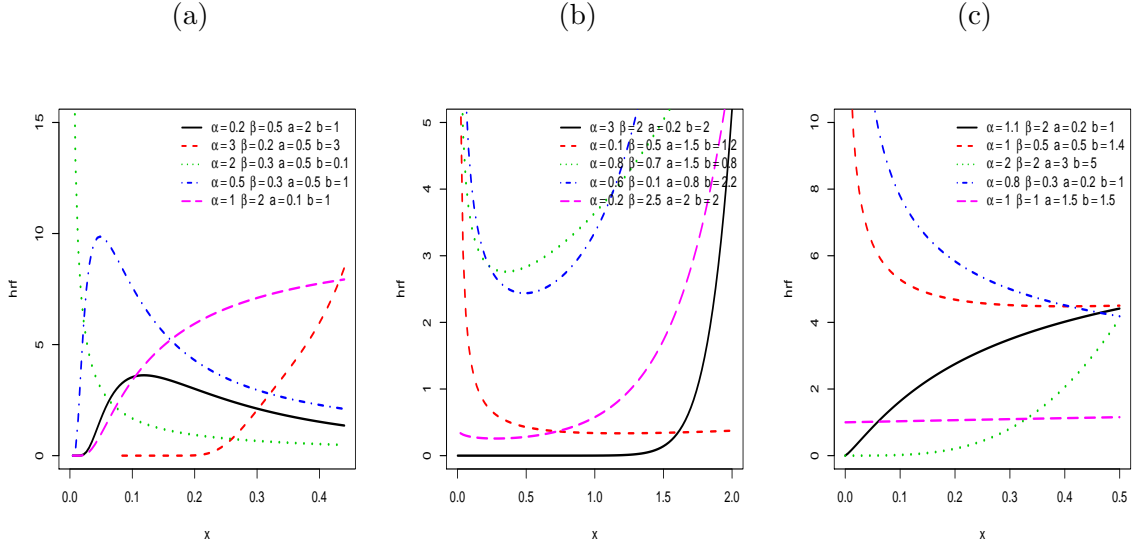 (a)
(b)
(c)
15
10
5
0
hrf
0.0 0.1 0.2 0.3 0.4
x
α = 0.2 β = 0.5 a = 2 b = 1
α = 3 β = 0.2 a = 0.5 b = 3
α = 2 β = 0.3 a = 0.5 b = 0.1
α = 0.5 β = 0.3 a = 0.5 b = 1
α = 1 β = 2 a = 0.1 b = 1
5
4
3
2
1
0
hrf
0.0 0.5 1.0 1.5 2.0
x
α = 3 β = 2 a = 0.2 b = 2
α = 0.1 β = 0.5 a = 1.5 b = 1.2
α = 0.8 β = 0.7 a = 1.5 b = 0.8
α = 0.6 β = 0.1 a = 0.8 b = 2.2
α = 0.2 β = 2.5 a = 2 b = 2
10
8
6
4
2
0
hrf
0.0 0.1 0.2 0.3 0.4 0.5
x
α = 1.1 β = 2 a = 0.2 b = 1
α = 1 β = 0.5 a = 0.5 b = 1.4
α = 2 β = 2 a = 3 b = 5
α = 0.8 β = 0.3 a = 0.2 b = 1
α = 1 β = 1 a = 1.5 b = 1.5